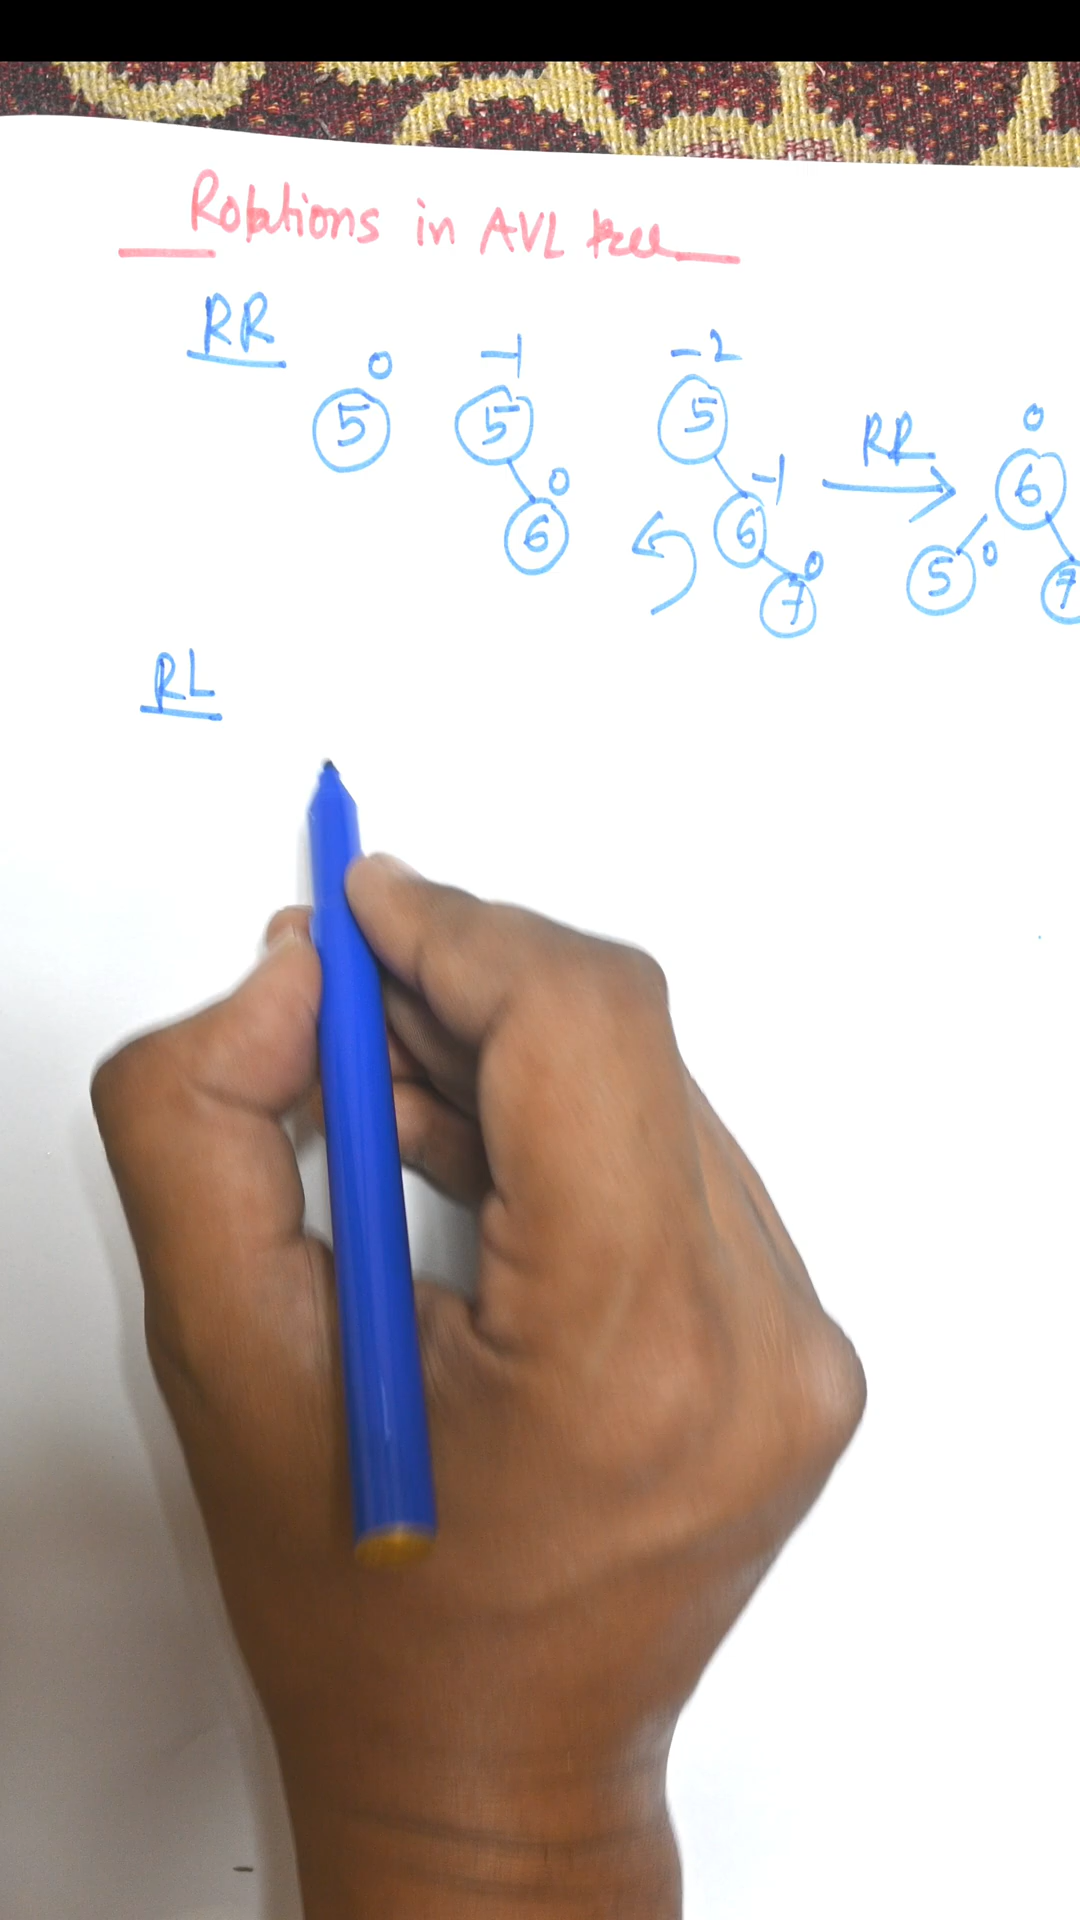 Rotations in AVL tree
RR
0 -1 -2
5 5 5 RR 0
0 -1 6
6 6 5 0 7
0
7
RL